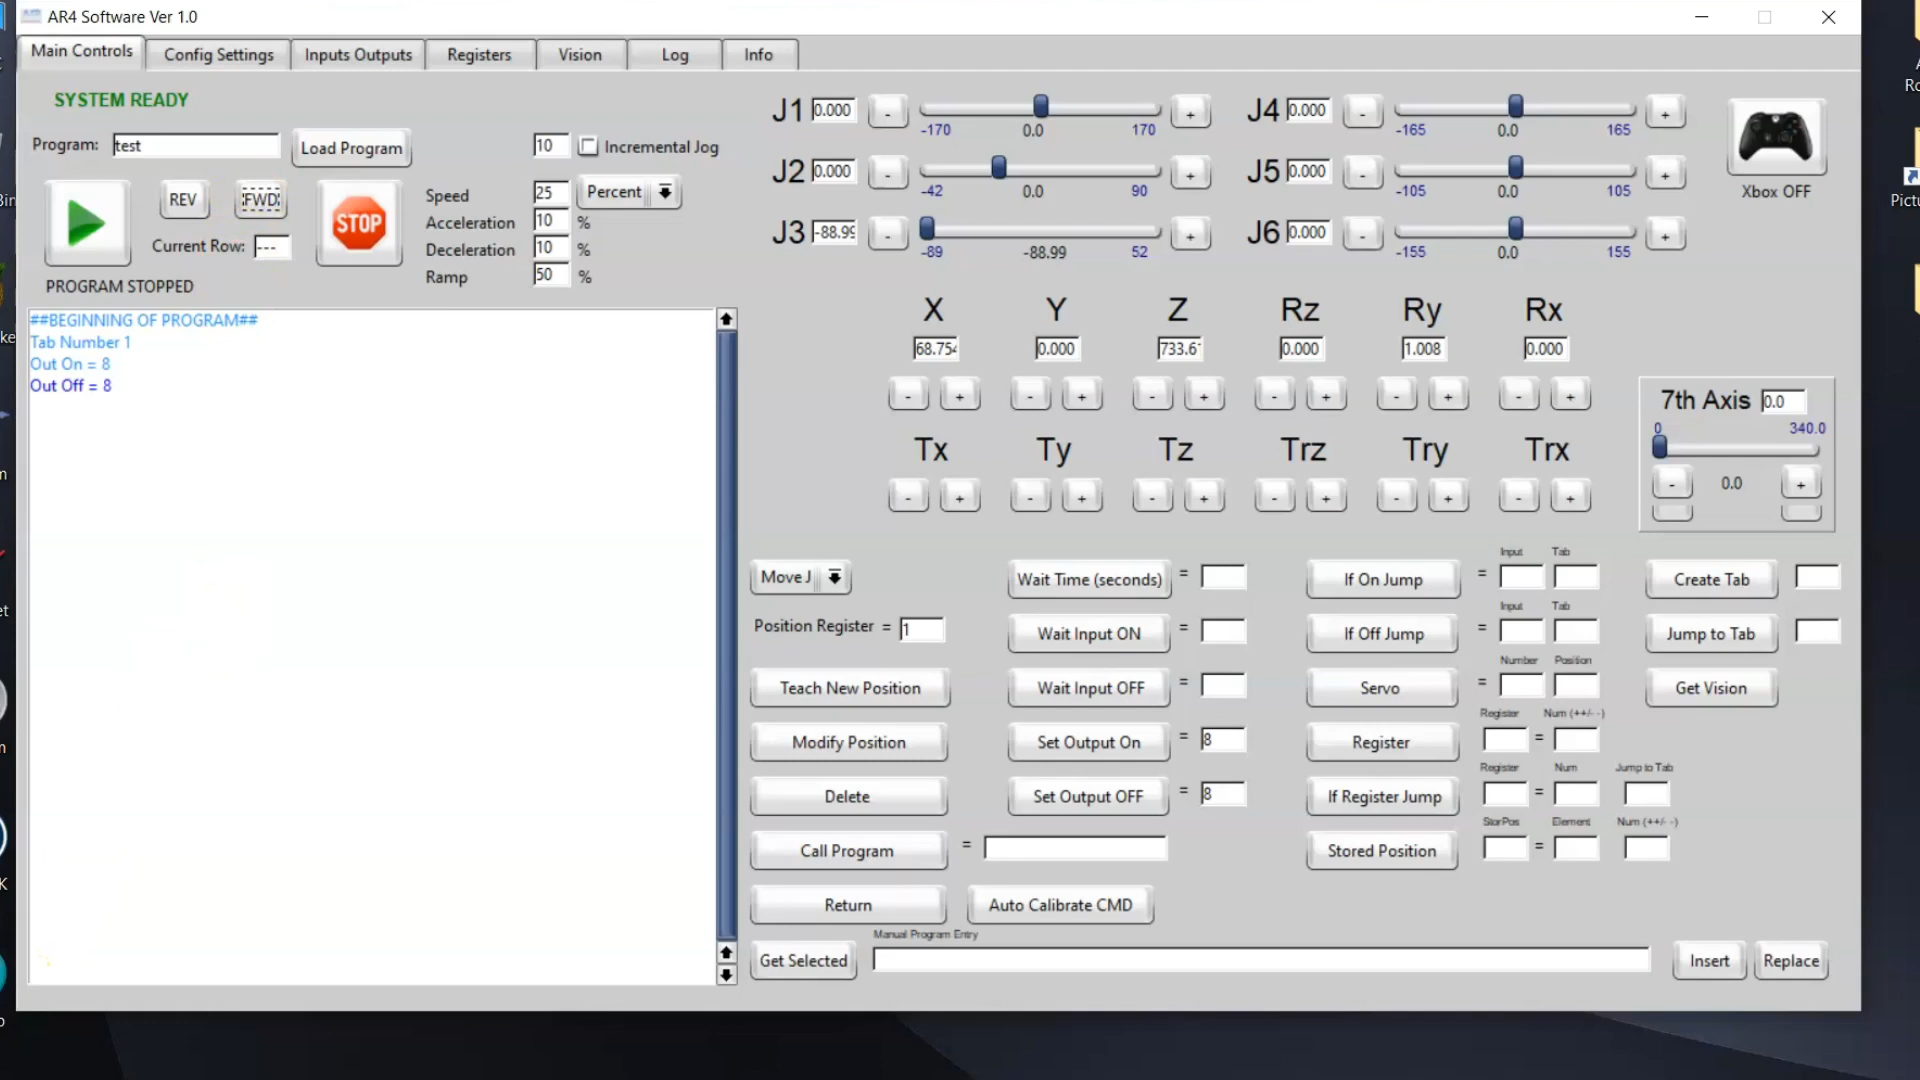 AR4 Software Ver 1.0
Main Controls Config Settings Inputs Outputs Registers Vision Log Info
SYSTEM READY
Program: test Load Program 10 Incremental Jog
REV FWD STOP
Current Row: ---
Speed 25 Percent
Acceleration 10 %
Deceleration 10 %
Ramp 50 %
PROGRAM STOPPED
##BEGINNING OF PROGRAM##
Tab Number 1
Out On = 8
Out Off = 8
J1 0.000 - + J4 0.000 - +
-170 0.0 170 -165 0.0 165
J2 0.000 - + J5 0.000 - +
-42 0.0 90 -105 0.0 105
J3 -88.99 - + J6 0.000 - +
-89 -88.99 52 -155 0.0 155
Xbox OFF
X Y Z Rz Ry Rx
68.754 0.000 733.6 0.000 1.008 0.000
- + - + - + - + - + - +
Tx Ty Tz Trz Try Trx
- + - + - + - + - + - +
7th Axis 0.0
0 340.0
- 0.0 +
Move J
Position Register = 1
Teach New Position
Modify Position
Delete
Call Program =
Return Auto Calibrate CMD
Wait Time (seconds) =
Wait Input ON =
Wait Input OFF =
Set Output On = 8
Set Output OFF = 8
Input Tab
If On Jump =
Input Tab
If Off Jump =
Number Position
Servo =
Register Num (++/- -)
Register =
Register Num Jump to Tab
If Register Jump =
StorPos Element Num (++/- -)
Stored Position =
Create Tab
Jump to Tab
Get Vision
Manual Program Entry
Get Selected Insert Replace